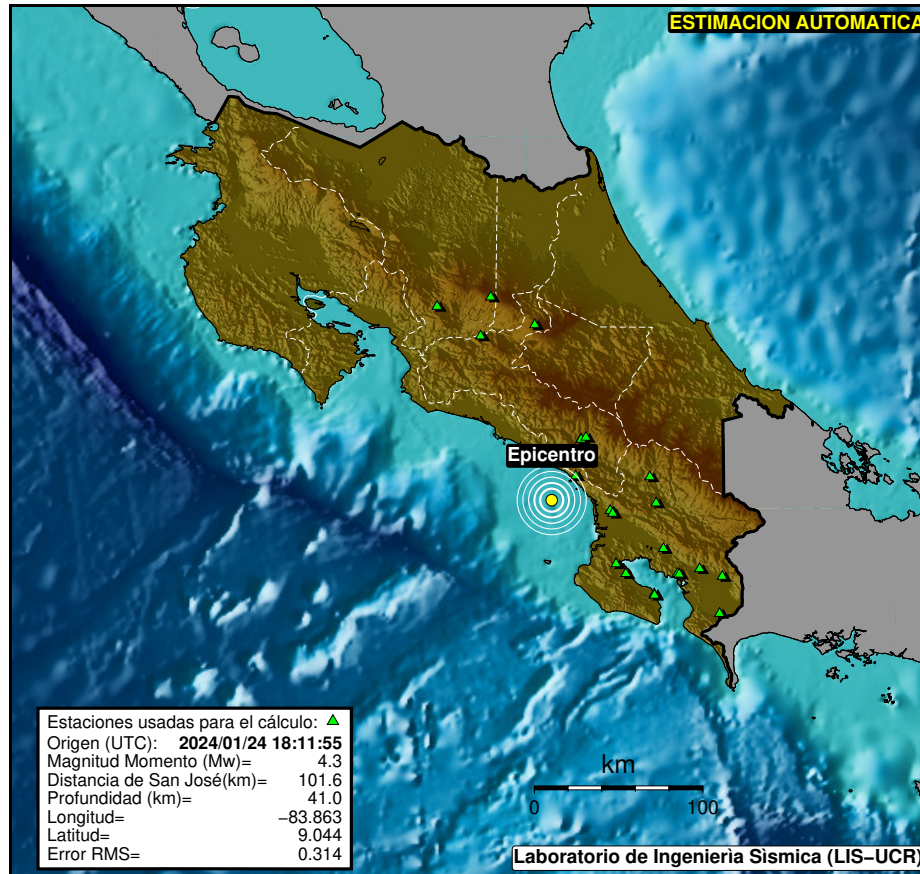 ESTIMACION AUTOMATICA
Epicentro
Estaciones usadas para el cálculo:
Origen (UTC): 2024/01/24 18:11:55
Magnitud Momento (Mw)= 4.3
Distancia de San José(km)= 101.6
Profundidad (km)= 41.0
Longitud= −83.863
Latitud= 9.044
Error RMS= 0.314
km
0 100
Laboratorio de Ingenierìa Sìsmica (LIS−UCR)